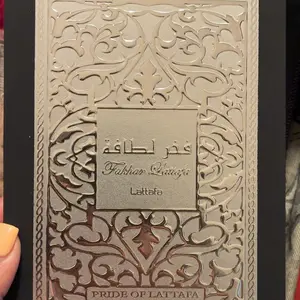 فخر لطافة
Fakhar Lattafa
Lattafa
PRIDE OF LATTAFA